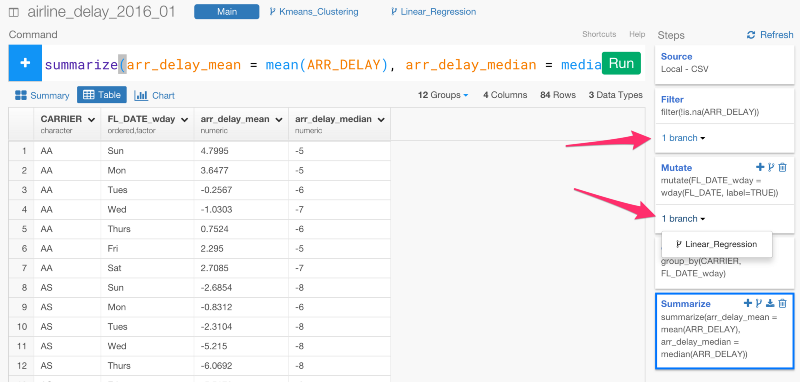 airline_delay_2016_01 Main Kmeans_Clustering Linear_Regression
Command Shortcuts Help
+ summarize(arr_delay_mean = mean(ARR_DELAY), arr_delay_median = media Run
Summary Table Chart 12 Groups 4 Columns 84 Rows 3 Data Types
CARRIER FL_DATE_wday arr_delay_mean arr_delay_median
character ordered,factor numeric numeric
1 AA Sun 4.7995 -5
2 AA Mon 3.6477 -5
3 AA Tues -0.2567 -6
4 AA Wed -1.0303 -7
5 AA Thurs 0.7524 -6
6 AA Fri 2.295 -5
7 AA Sat 2.7085 -7
8 AS Sun -2.6854 -8
9 AS Mon -0.8312 -6
10 AS Tues -2.3104 -8
11 AS Wed -5.215 -8
12 AS Thurs -6.0692 -8
Steps Refresh
Source
Local - CSV
Filter
filter(!is.na(ARR_DELAY))
1 branch
Mutate
mutate(FL_DATE_wday =
wday(FL_DATE, label=TRUE))
1 branch
Linear_Regression
group_by(CARRIER,
FL_DATE_wday)
Summarize
summarize(arr_delay_mean =
mean(ARR_DELAY),
arr_delay_median =
median(ARR_DELAY))